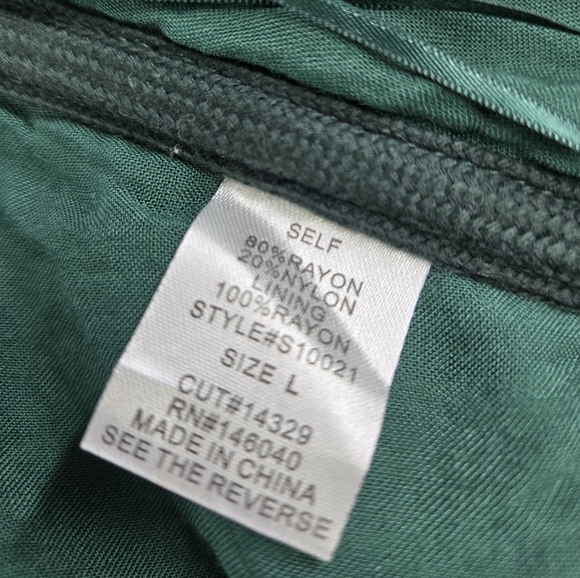 SELF
80%RAYON
20%NYLON
LINING
100%RAYON
STYLE#S10021
SIZE L
CUT#14329
RN#146040
MADE IN CHINA
SEE THE REVERSE